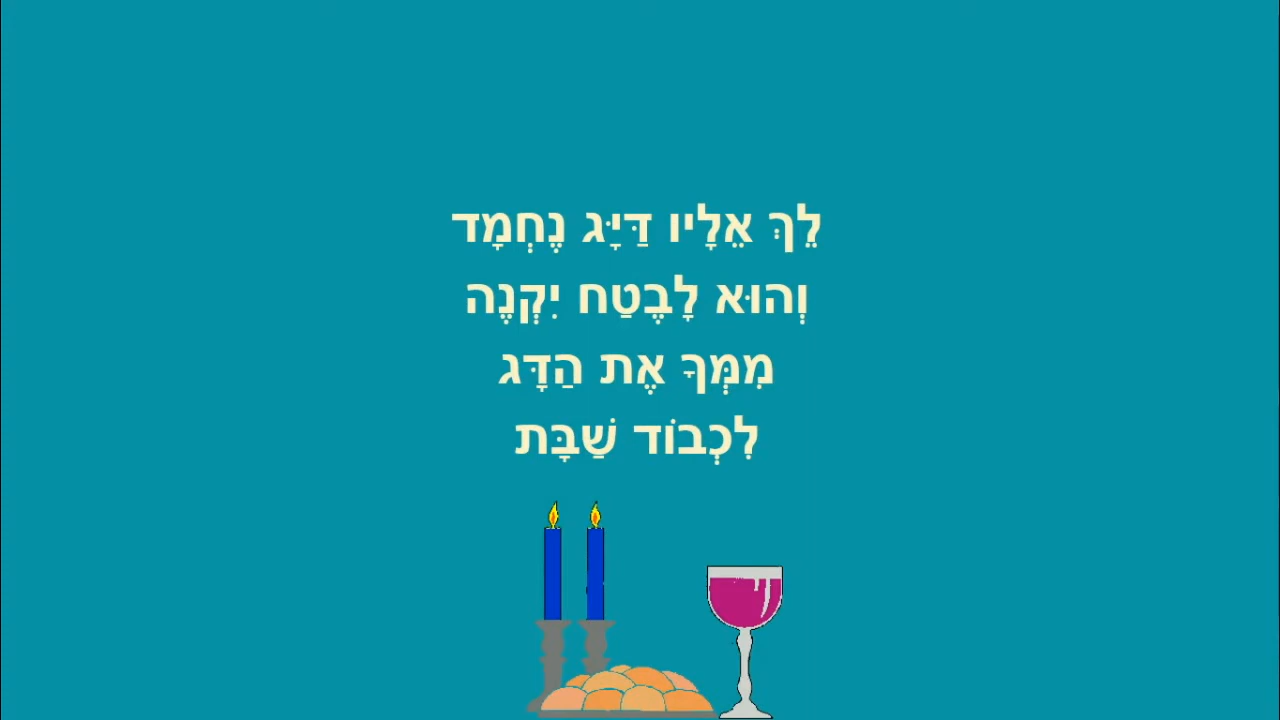 לֵךְ אֵלָיו דַּיָּג נֶחְמָד
וְהוּא לָבֶטַח יִקְנֶה
מִמְּךָ אֶת הַדָּג
לִכְבוֹד שַׁבָּת